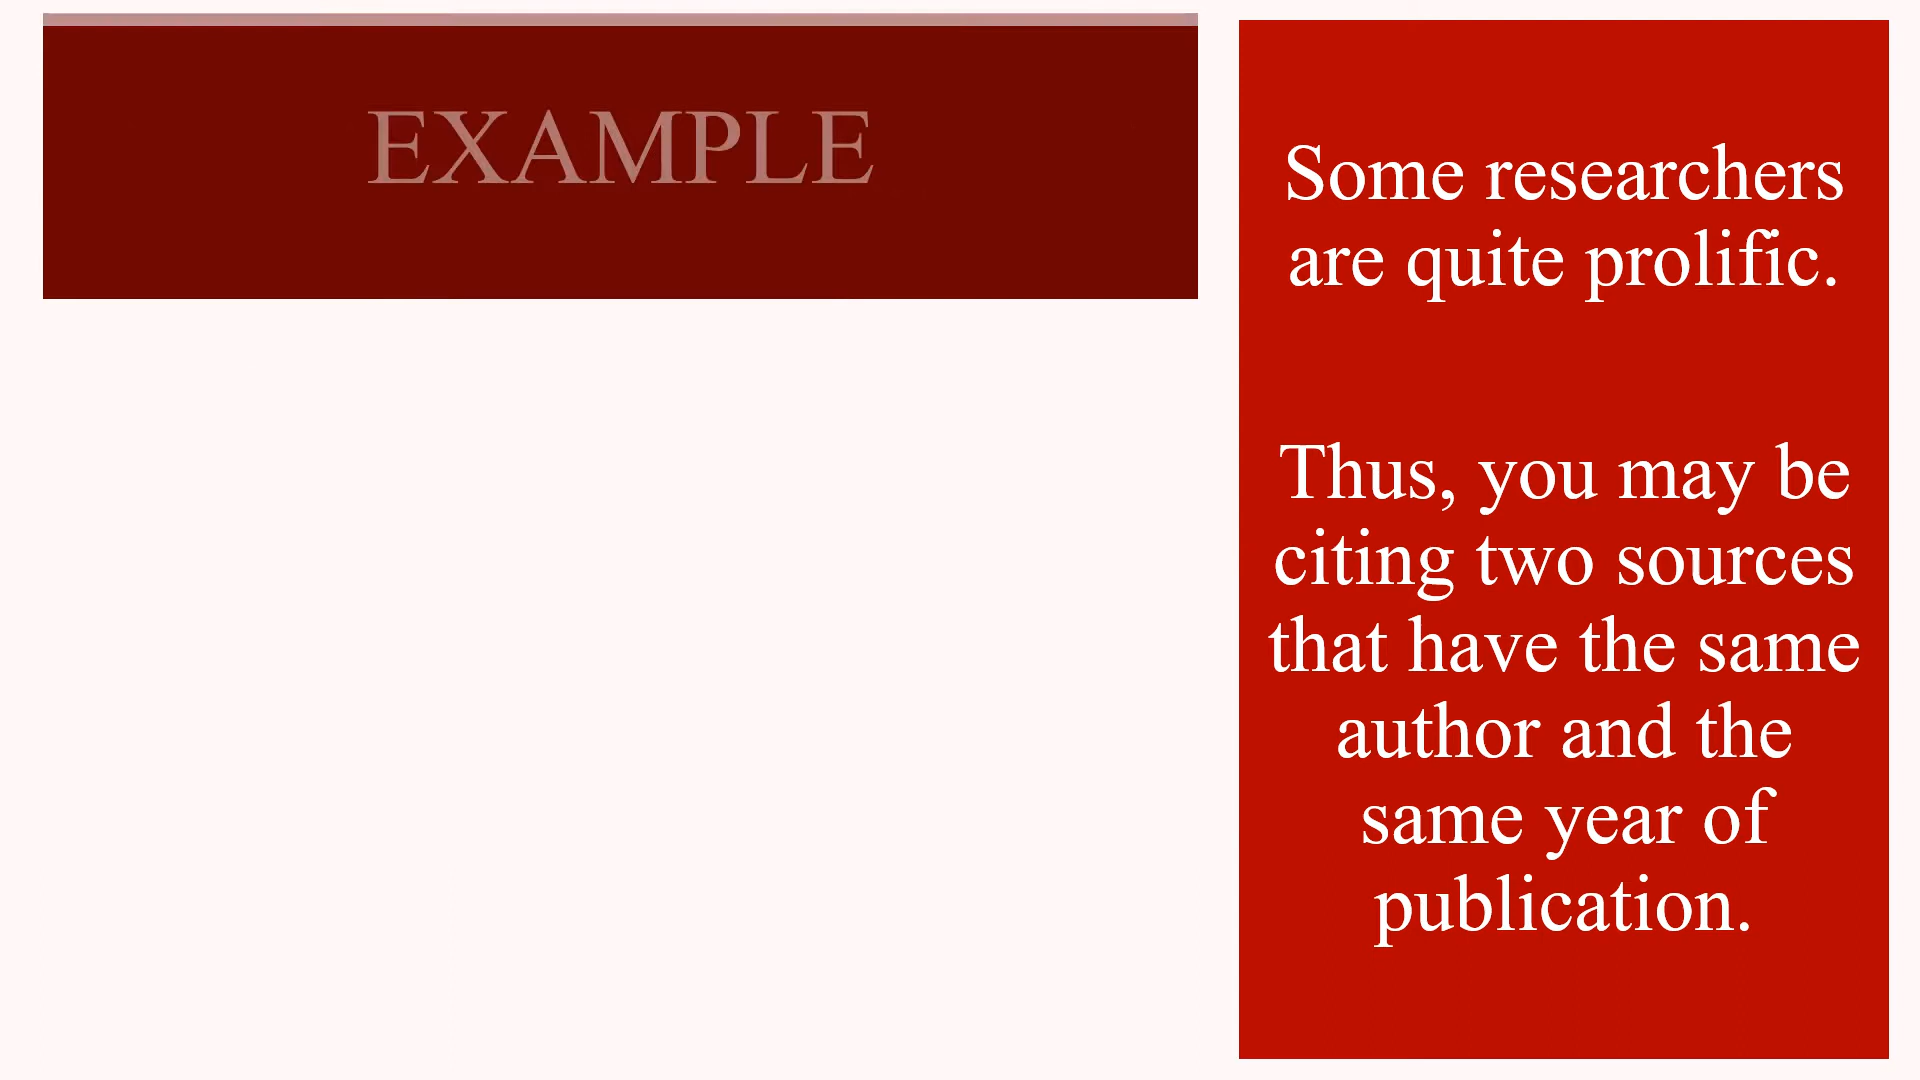 EXAMPLE
Some researchers
are quite prolific.
Thus, you may be
citing two sources
that have the same
author and the
same year of
publication.